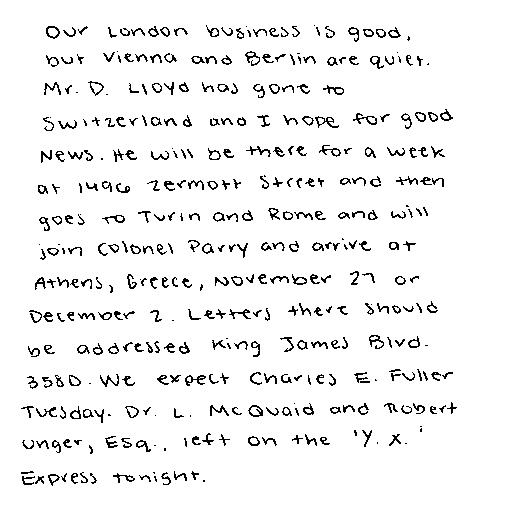 Our London business is good,
but Vienna and Berlin are quiet.
Mr. D. Lloyd has gone to
Switzerland and I hope for good
News. He will be there for a week
at 1496 Zermott Street and then
goes to Turin and Rome and will
join Colonel Parry and arrive at
Athens, Greece, November 27 or
December 2. Letters there should
be addressed King James Blvd.
3580. We expect Charles E. Fuller
Tuesday. Dr. L. McQuaid and Robert
Unger, Esq., left on the 'Y. X.'
Express tonight.